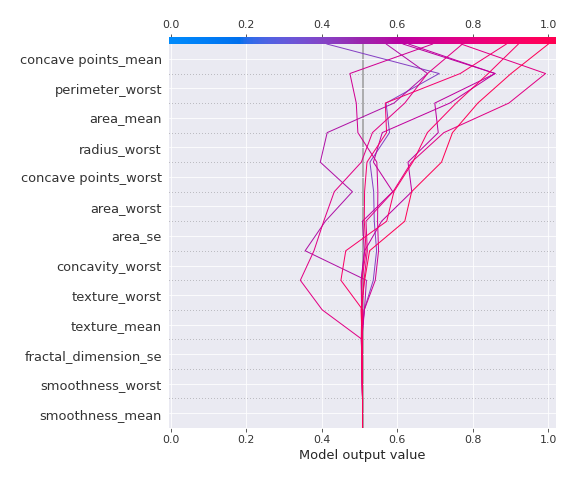 0.0 0.2 0.4 0.6 0.8 1.0
concave points_mean
perimeter_worst
area_mean
radius_worst
concave points_worst
area_worst
area_se
concavity_worst
texture_worst
texture_mean
fractal_dimension_se
smoothness_worst
smoothness_mean
0.0 0.2 0.4 0.6 0.8 1.0
Model output value